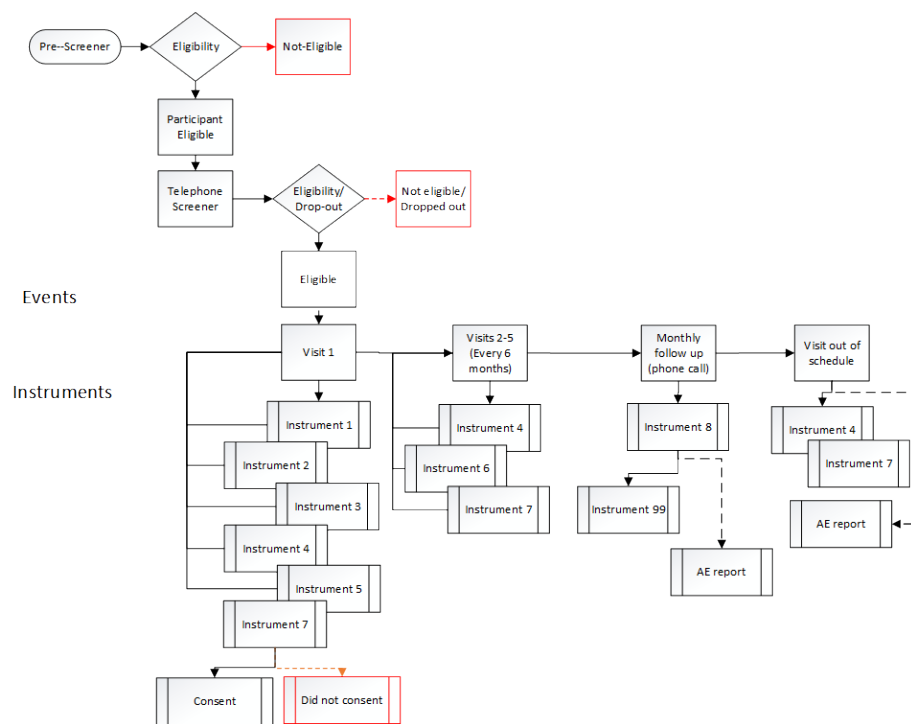 Pre--Screener
Eligibility
Not-Eligible
Participant
Eligible
Telephone
Screener
Eligibility/
Drop-out
Not eligible/
Dropped out
Eligible
Events
Visit 1
Visits 2-5
(Every 6
months)
Monthly
follow up
(phone call)
Visit out of
schedule
Instruments
Instrument 1
Instrument 2
Instrument 3
Instrument 4
Instrument 5
Instrument 7
Consent
Did not consent
Instrument 4
Instrument 6
Instrument 7
Instrument 8
Instrument 99
AE report
Instrument 4
Instrument 7
AE report